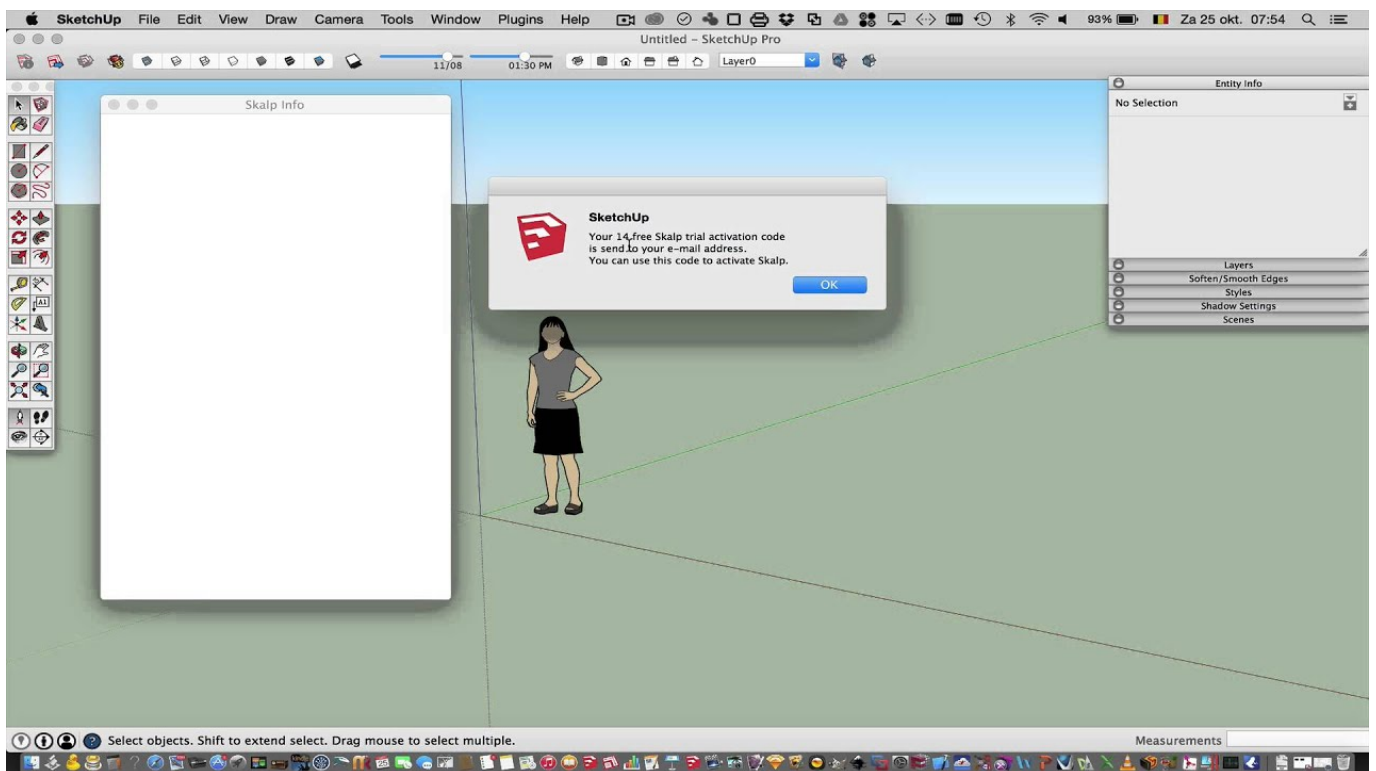 SketchUp File Edit View Draw Camera Tools Window Plugins Help 93% Za 25 okt. 07:54
Untitled – SketchUp Pro
11/08 01:30 PM Layer0
Skalp Info
Entity Info
No Selection
SketchUp
Your 14 free Skalp trial activation code
is send to your e-mail address.
You can use this code to activate Skalp.
OK
Layers
Soften/Smooth Edges
Styles
Shadow Settings
Scenes
A1
Select objects. Shift to extend select. Drag mouse to select multiple.
Measurements